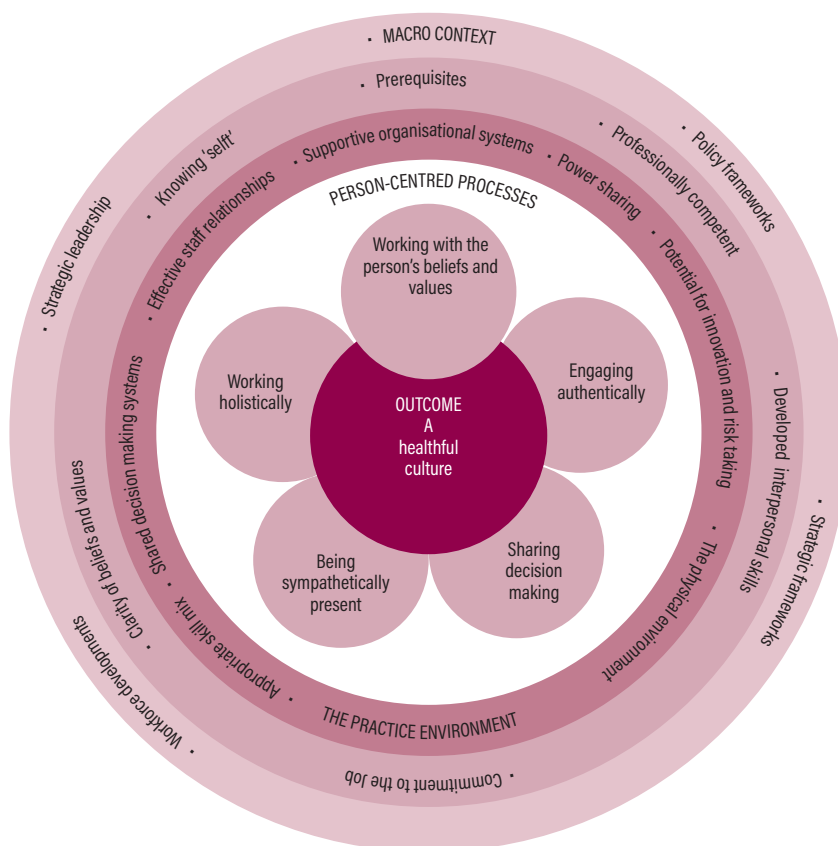 • MACRO CONTEXT
• Policy frameworks
• Strategic frameworks
• Workforce developments
• Strategic leadership
• Prerequisites
• Professionally competent
• Developed interpersonal skills
• Commitment to the Job
• Clarity of beliefs and values
• Knowing 'selft'
• Supportive organisational systems
• Power sharing
• Potential for innovation and risk taking
• The physical environment
THE PRACTICE ENVIRONMENT
• Appropriate skill mix
• Shared decision making systems
• Effective staff relationships
PERSON-CENTRED PROCESSES
Working with the
person's beliefs and
values
Engaging
authentically
Sharing
decision
making
Being
sympathetically
present
Working
holistically
OUTCOME
A
healthful
culture